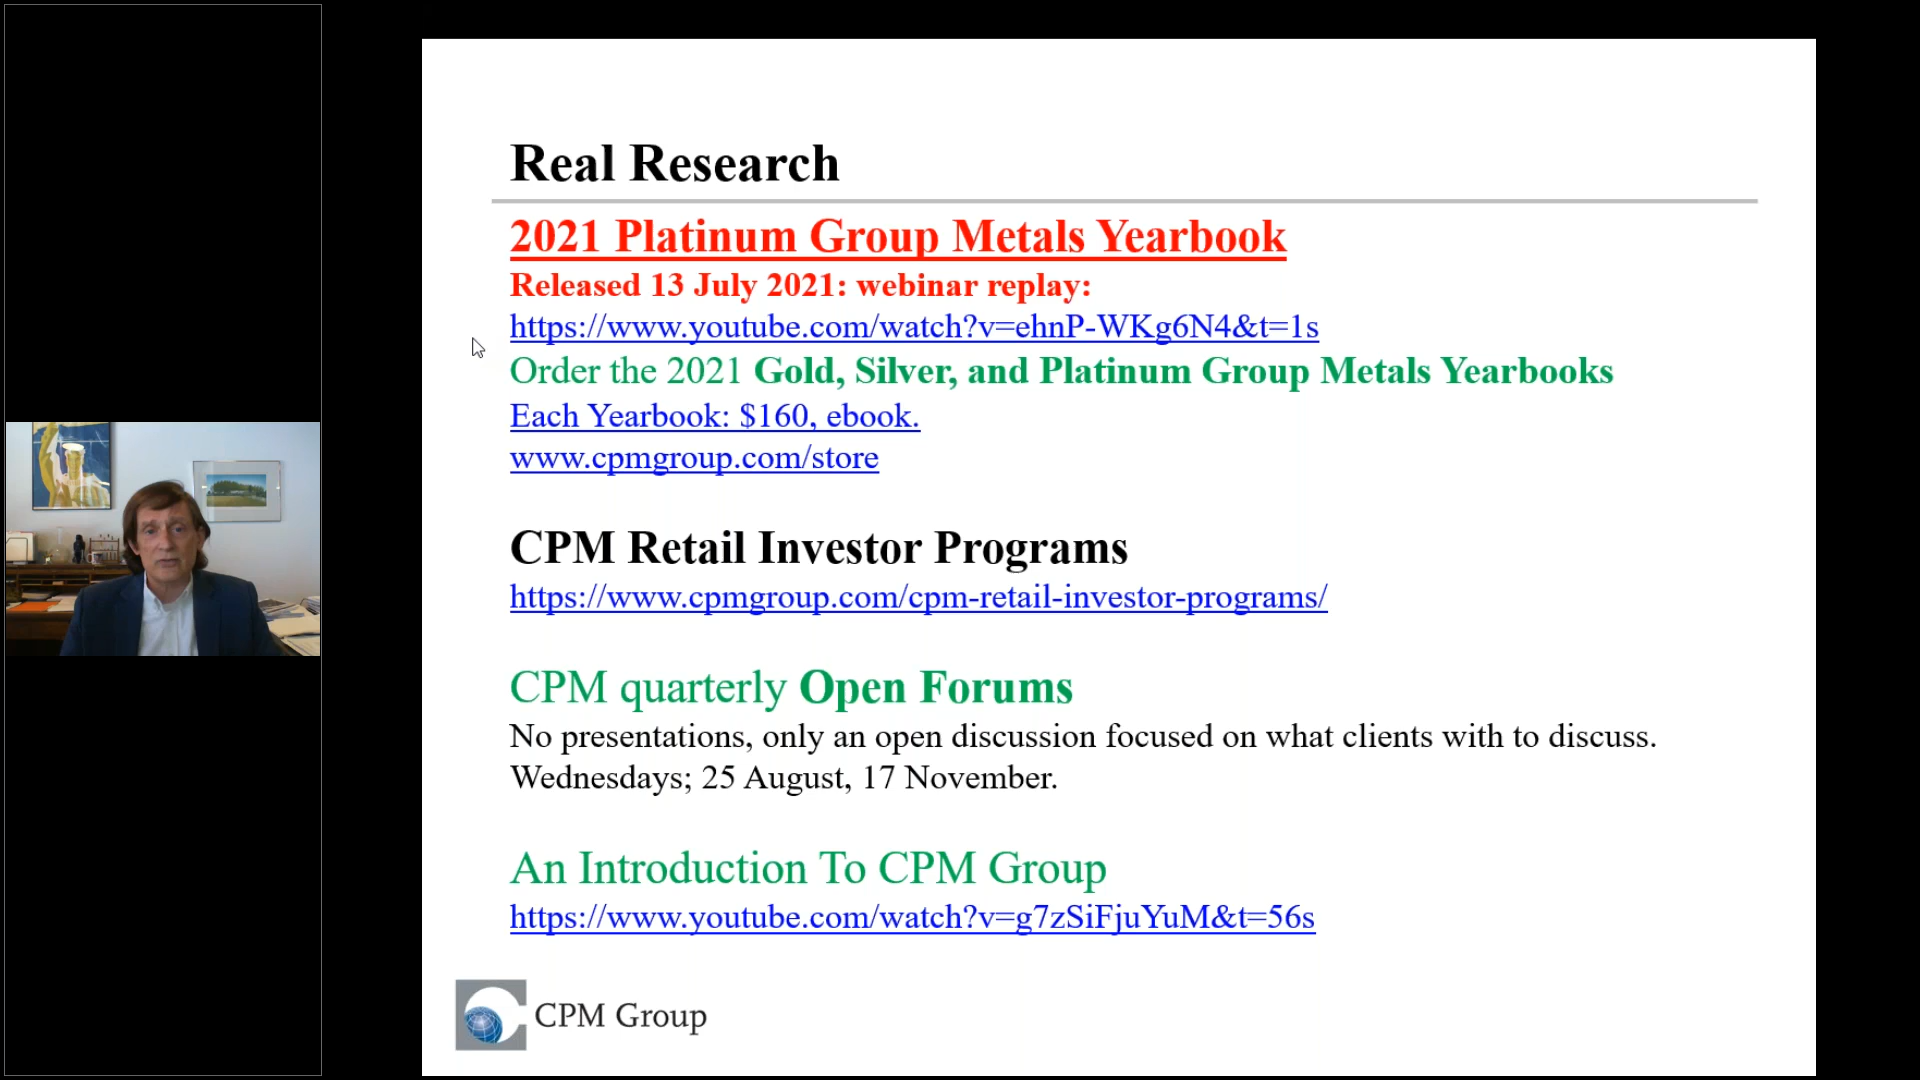 Real Research
2021 Platinum Group Metals Yearbook
Released 13 July 2021: webinar replay:
https://www.youtube.com/watch?v=ehnP-WKg6N4&t=1s
Order the 2021 Gold, Silver, and Platinum Group Metals Yearbooks
Each Yearbook: $160, ebook.
www.cpmgroup.com/store
CPM Retail Investor Programs
https://www.cpmgroup.com/cpm-retail-investor-programs/
CPM quarterly Open Forums
No presentations, only an open discussion focused on what clients with to discuss.
Wednesdays; 25 August, 17 November.
An Introduction To CPM Group
https://www.youtube.com/watch?v=g7zSiFjuYuM&t=56s
CPM Group